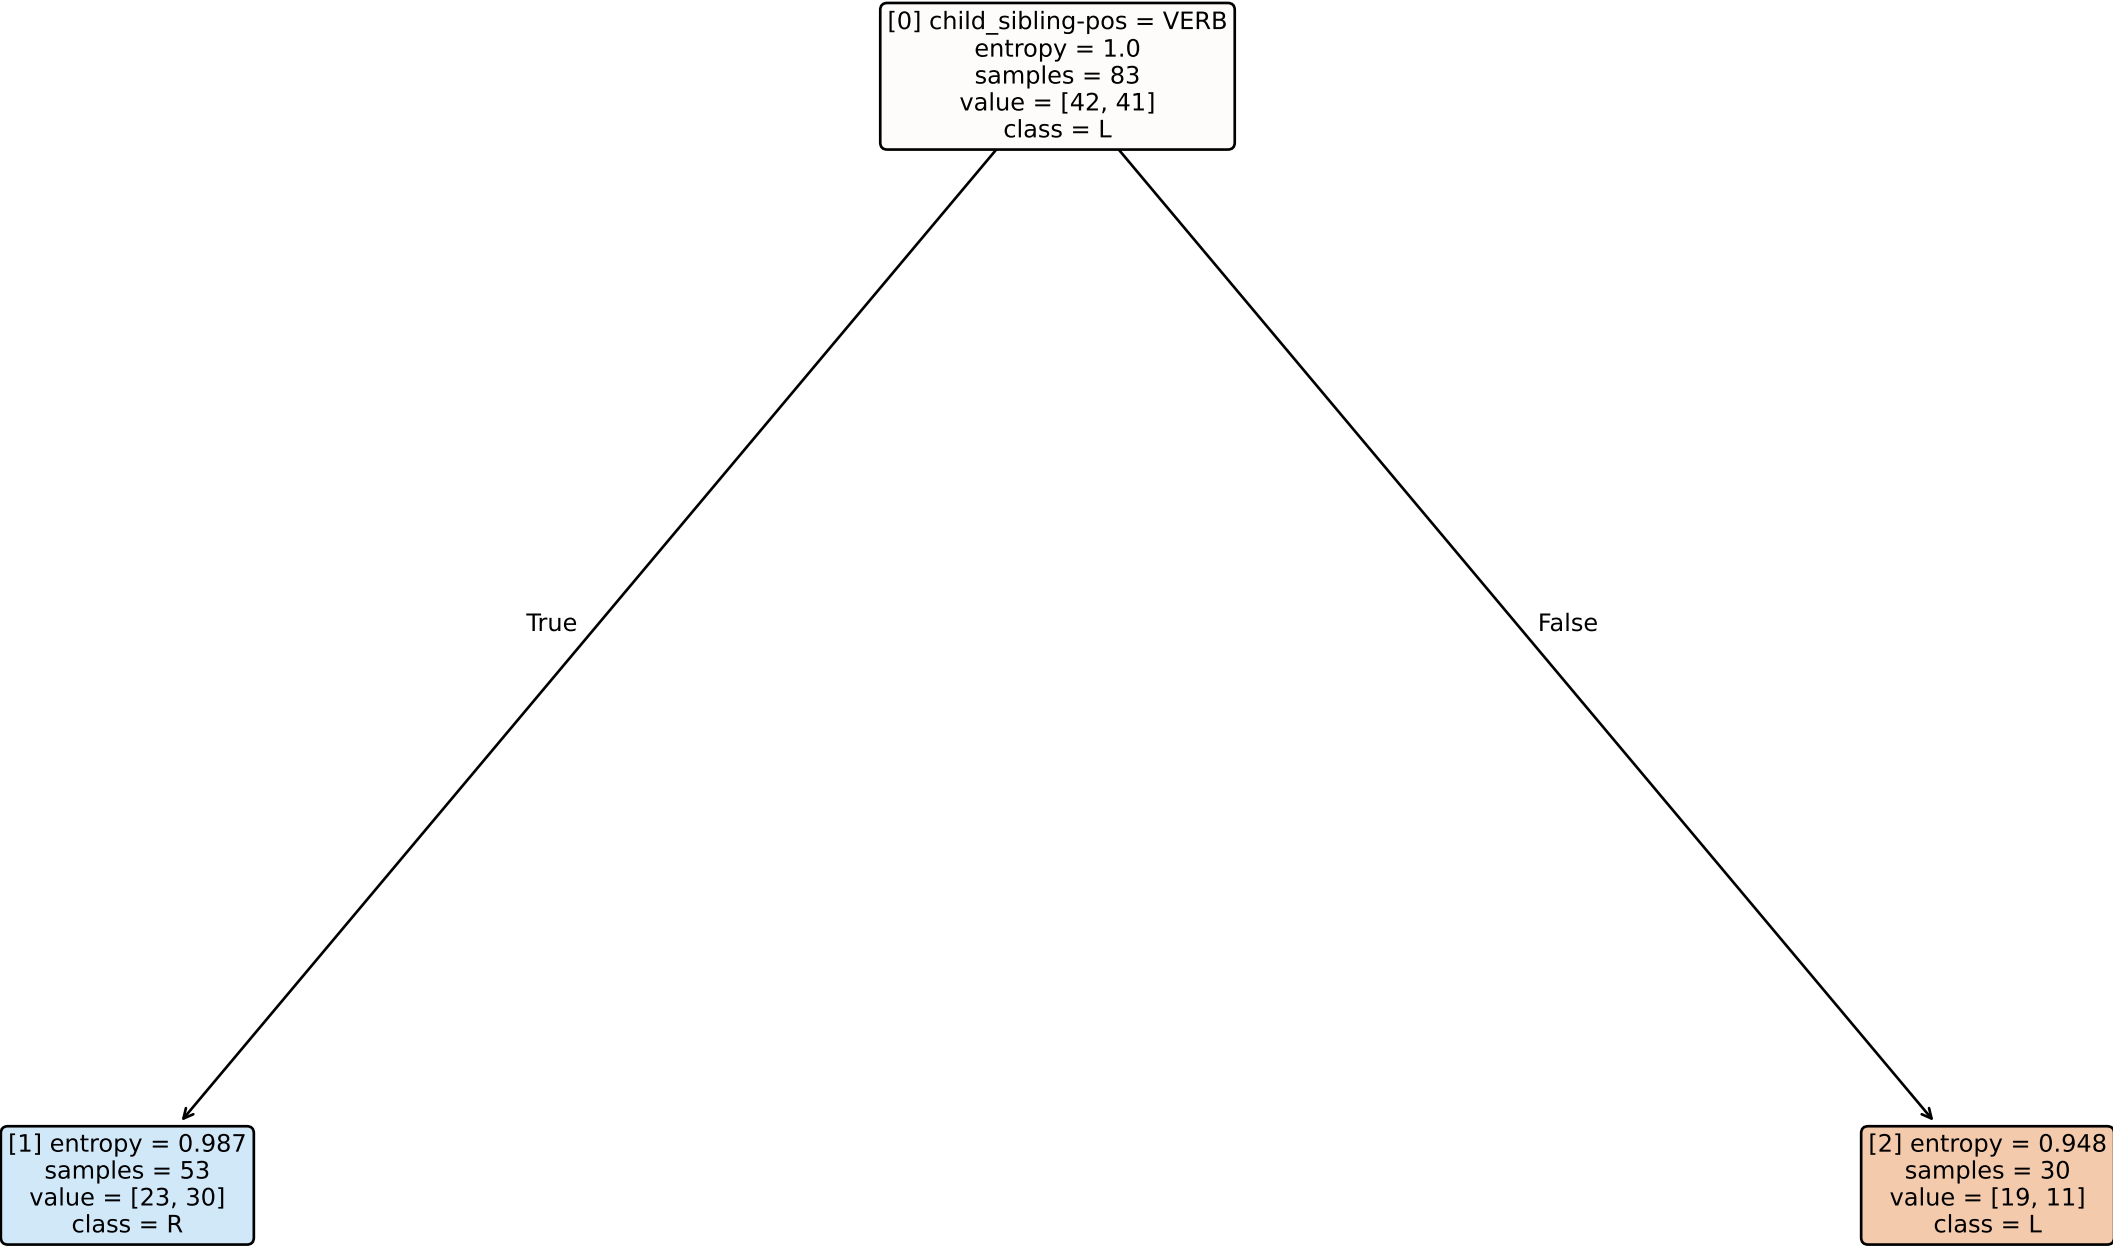 [0] child_sibling-pos = VERB
entropy = 1.0
samples = 83
value = [42, 41]
class = L
True
False
[1] entropy = 0.987
samples = 53
value = [23, 30]
class = R
[2] entropy = 0.948
samples = 30
value = [19, 11]
class = L